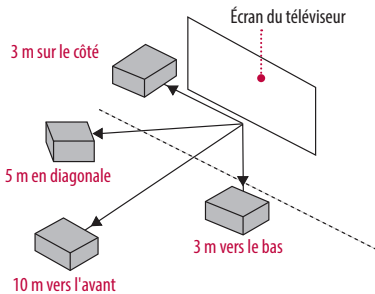 Écran du téléviseur
3 m sur le côté
5 m en diagonale
3 m vers le bas
10 m vers l'avant